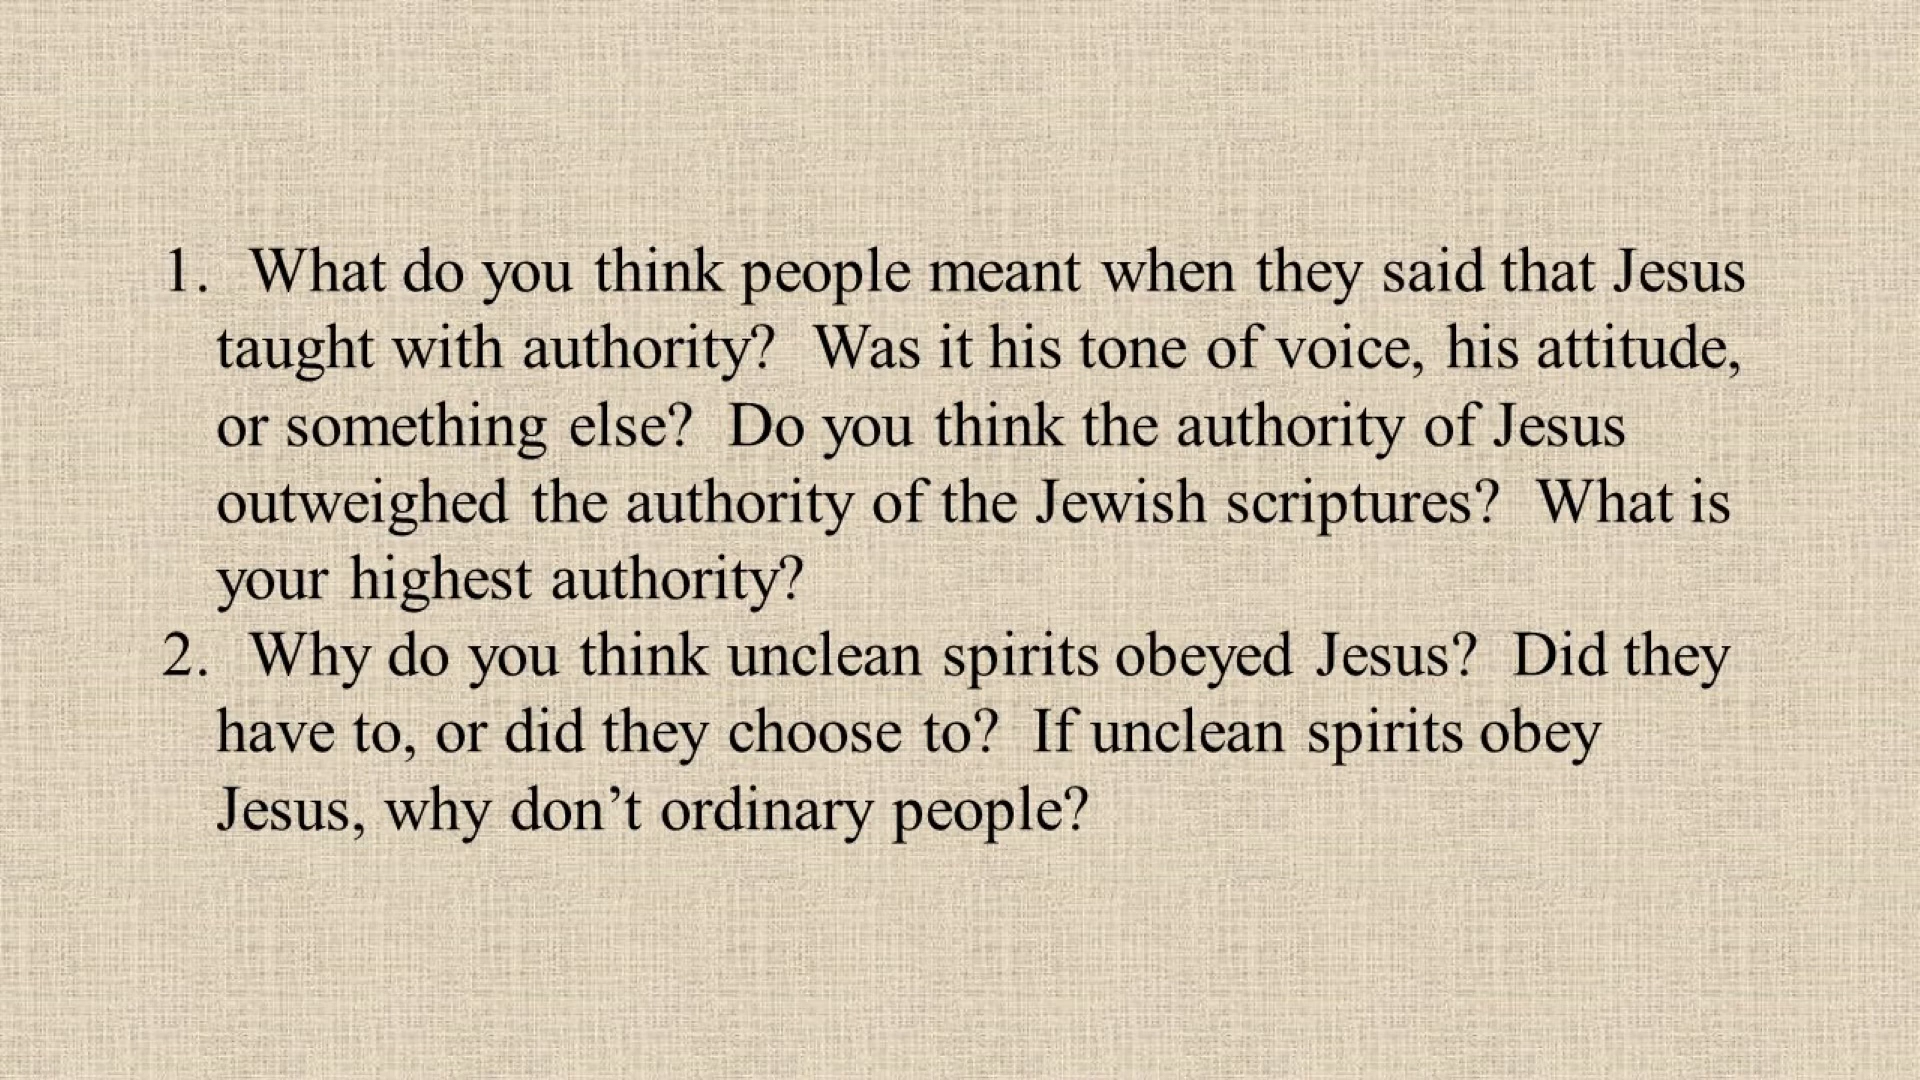 1. What do you think people meant when they said that Jesus
taught with authority? Was it his tone of voice, his attitude,
or something else? Do you think the authority of Jesus
outweighed the authority of the Jewish scriptures? What is
your highest authority?
2. Why do you think unclean spirits obeyed Jesus? Did they
have to, or did they choose to? If unclean spirits obey
Jesus, why don’t ordinary people?